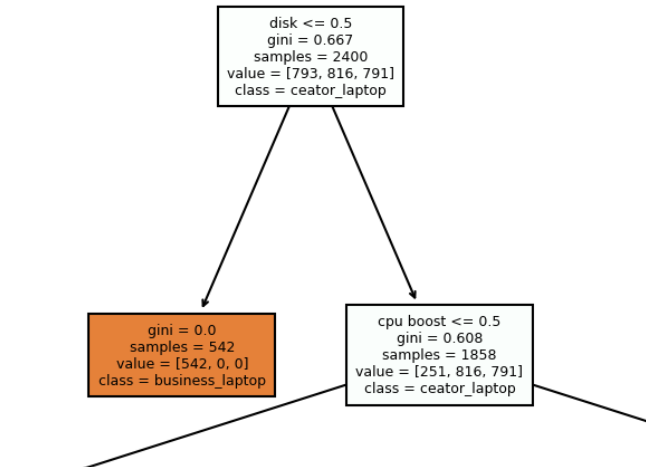 disk <= 0.5
gini = 0.667
samples = 2400
value = [793, 816, 791]
class = ceator_laptop
gini = 0.0
samples = 542
value = [542, 0, 0]
class = business_laptop
cpu boost <= 0.5
gini = 0.608
samples = 1858
value = [251, 816, 791]
class = ceator_laptop